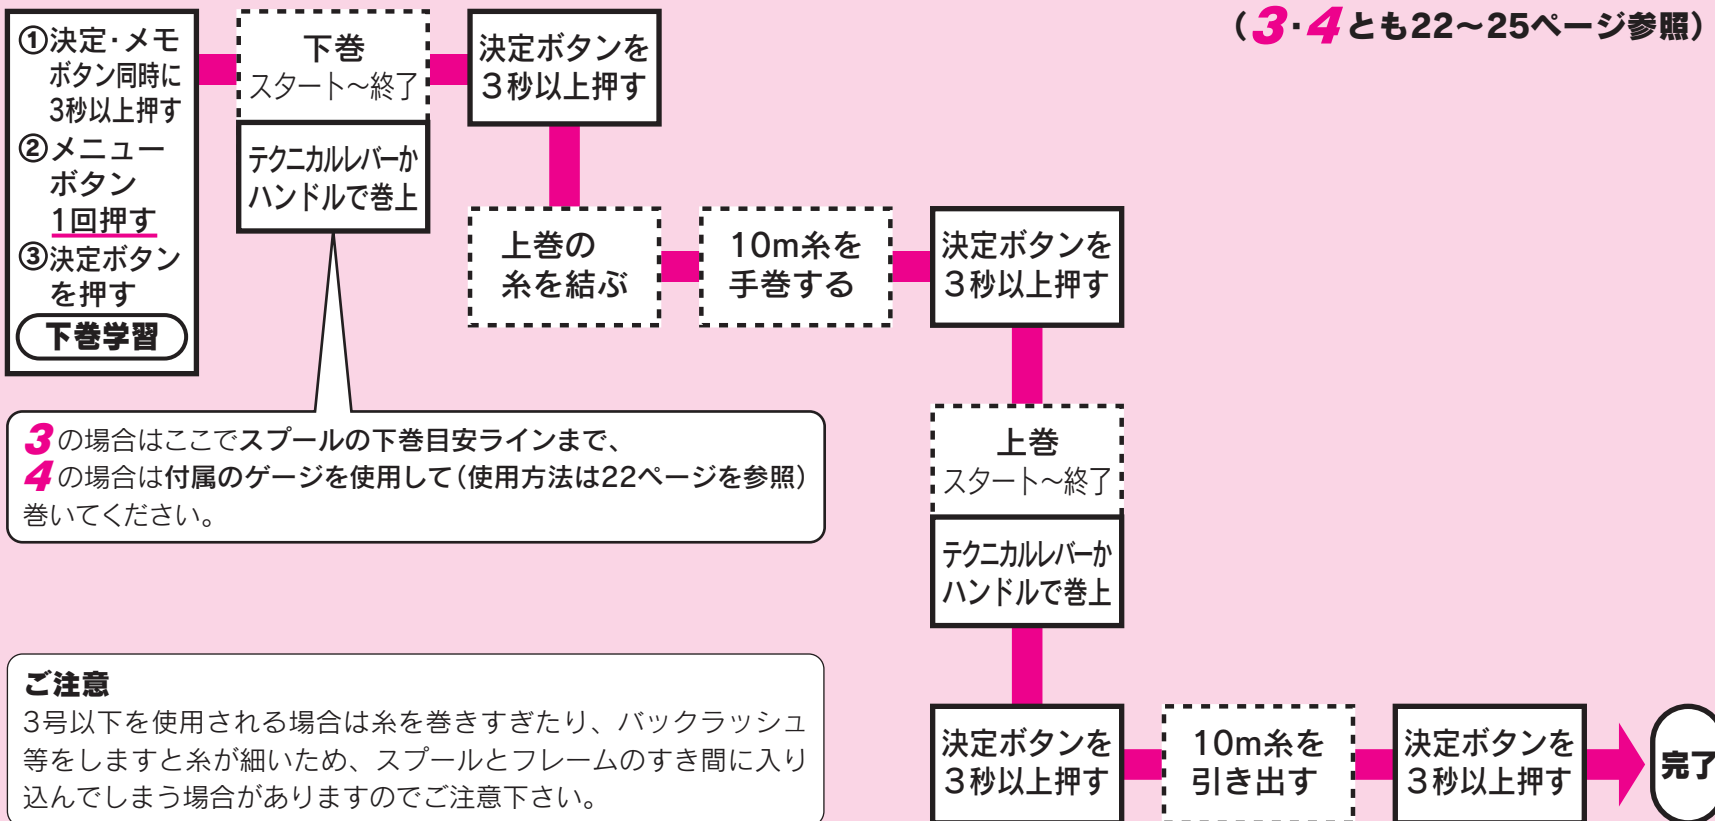 (3・4とも22〜25ページ参照)
①決定・メモ
ボタン同時に
3秒以上押す
②メニュー
ボタン
1回押す
③決定ボタン
を押す
下巻学習
下巻
スタート〜終了
テクニカルレバーか
ハンドルで巻上
決定ボタンを
3秒以上押す
上巻の
糸を結ぶ
10m糸を
手巻する
決定ボタンを
3秒以上押す
3の場合はここでスプールの下巻目安ラインまで、
4の場合は付属のゲージを使用して(使用方法は22ページを参照)
巻いてください。
上巻
スタート〜終了
テクニカルレバーか
ハンドルで巻上
ご注意
3号以下を使用される場合は糸を巻きすぎたり、バックラッシュ
等をしますと糸が細いため、スプールとフレームのすき間に入り
込んでしまう場合がありますのでご注意下さい。
決定ボタンを
3秒以上押す
10m糸を
引き出す
決定ボタンを
3秒以上押す
完了